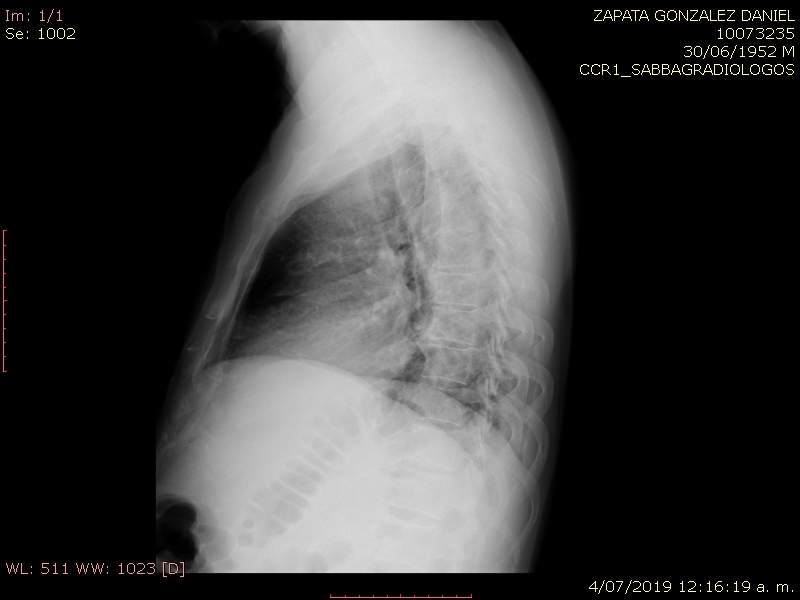 Im: 1/1
Se: 1002
ZAPATA GONZALEZ DANIEL
10073235
30/06/1952 M
CCR1_SABBAGRADIOLOGOS
WL: 511 WW: 1023 [D]
4/07/2019 12:16:19 a. m.